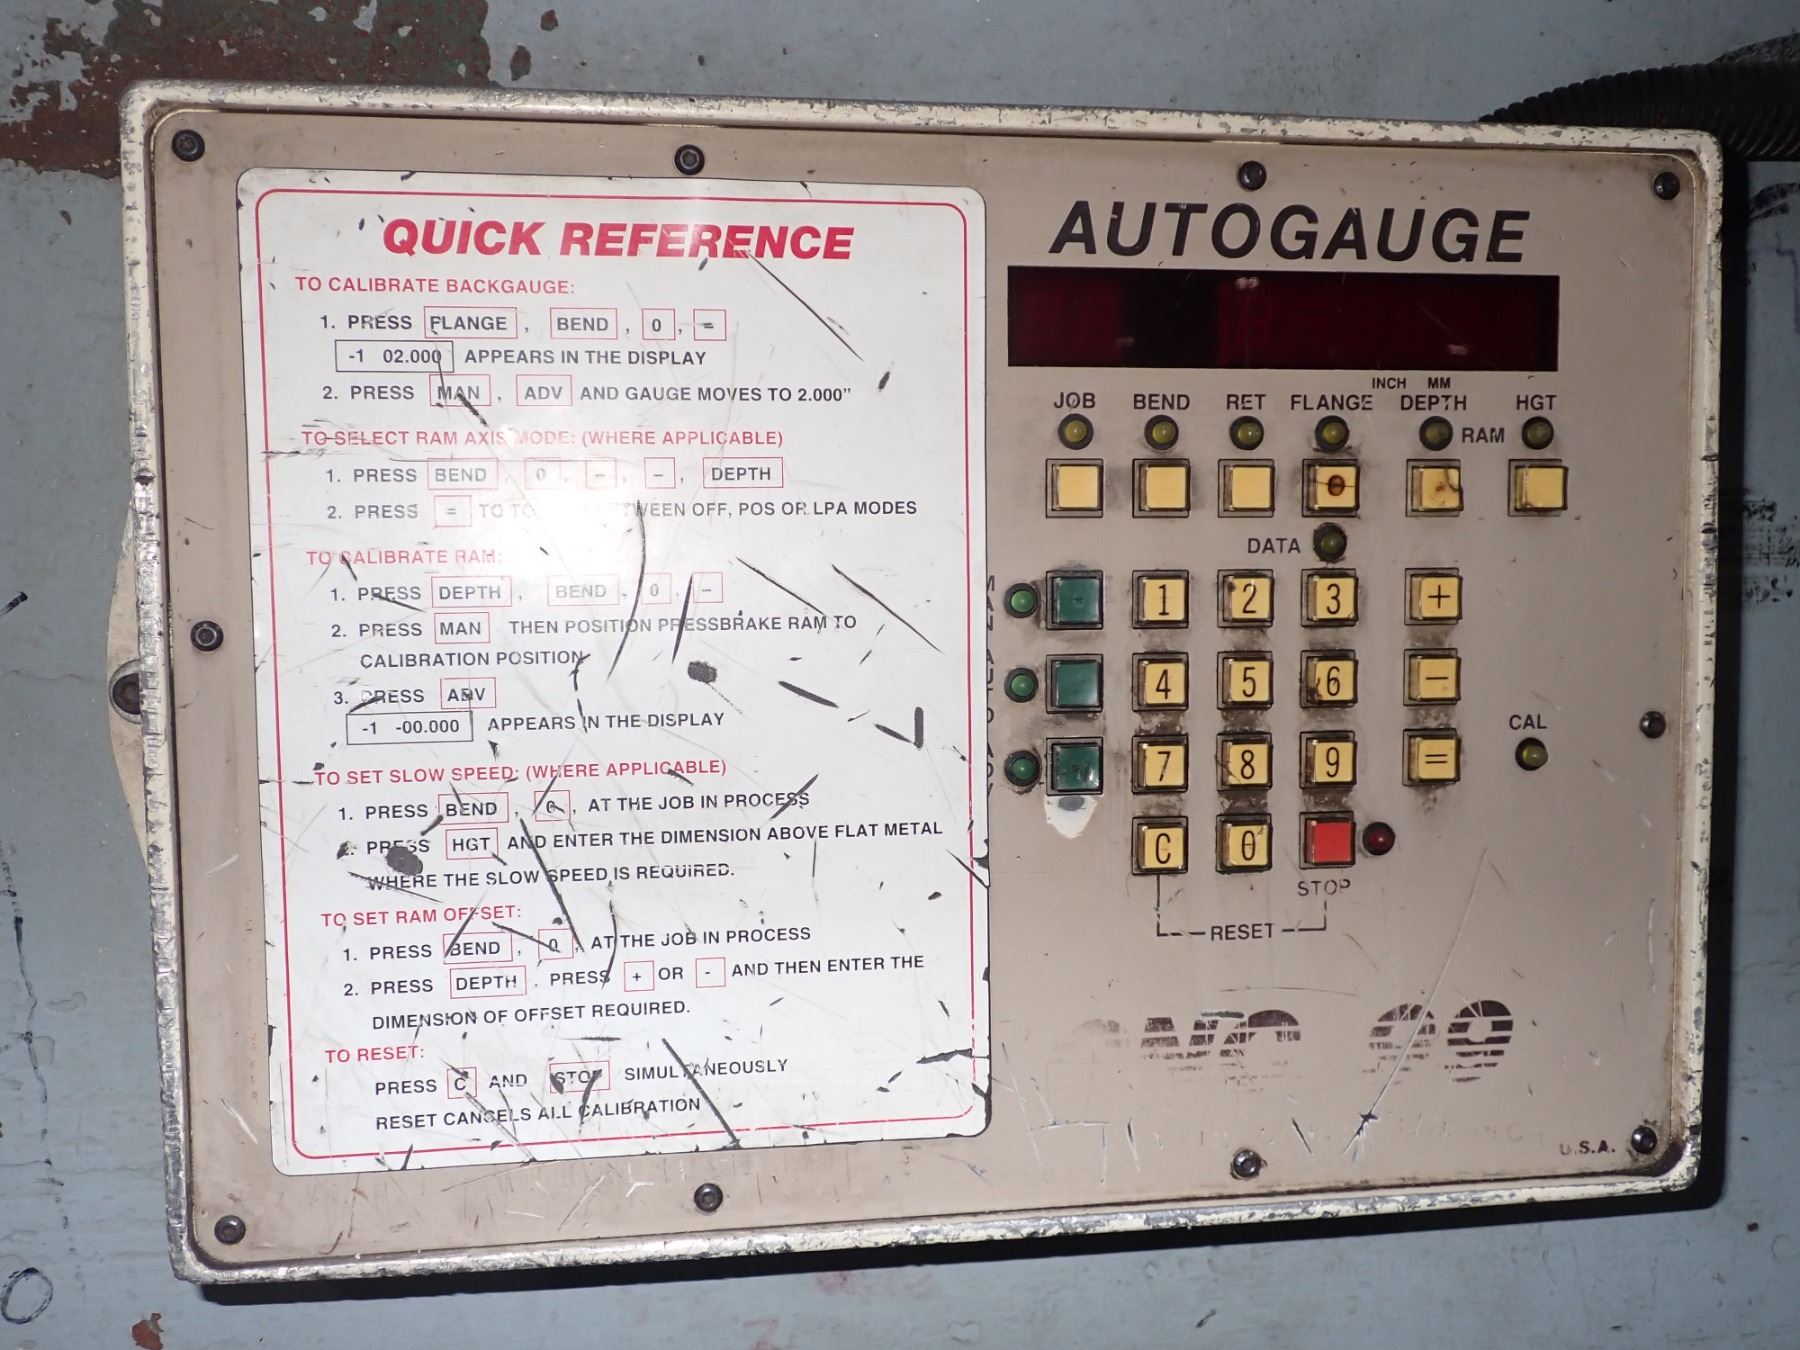 QUICK REFERENCE
TO CALIBRATE BACKGAUGE:
1. PRESS FLANGE , BEND , 0 , =
-1 02.000 APPEARS IN THE DISPLAY
2. PRESS MAN , ADV AND GAUGE MOVES TO 2.000"
TO SELECT RAM AXIS MODE: (WHERE APPLICABLE)
1. PRESS BEND , 0 , - , - , DEPTH
2. PRESS = TO BETWEEN OFF, POS OR LPA MODES
TO CALIBRATE RAM:
1. PRESS DEPTH , BEND , 0 , -
2. PRESS MAN THEN POSITION PRESSBRAKE RAM TO
CALIBRATION POSITION
3. PRESS ADV
-1 -00.000 APPEARS IN THE DISPLAY
TO SET SLOW SPEED: (WHERE APPLICABLE)
1. PRESS BEND , 0 , AT THE JOB IN PROCESS
2. PRESS HGT AND ENTER THE DIMENSION ABOVE FLAT METAL
WHERE THE SLOW SPEED IS REQUIRED.
TO SET RAM OFFSET:
1. PRESS BEND , 0 , AT THE JOB IN PROCESS
2. PRESS DEPTH . PRESS + OR - AND THEN ENTER THE
DIMENSION OF OFFSET REQUIRED.
TO RESET:
PRESS C AND STOP SIMULTANEOUSLY
RESET CANCELS ALL CALIBRATION
AUTOGAUGE
INCH MM
JOB BEND RET FLANGE DEPTH HGT
RAM
DATA
1 2 3 +
4 5 6 -
CAL
7 8 9 =
C 0
STOP
RESET
99
U.S.A.